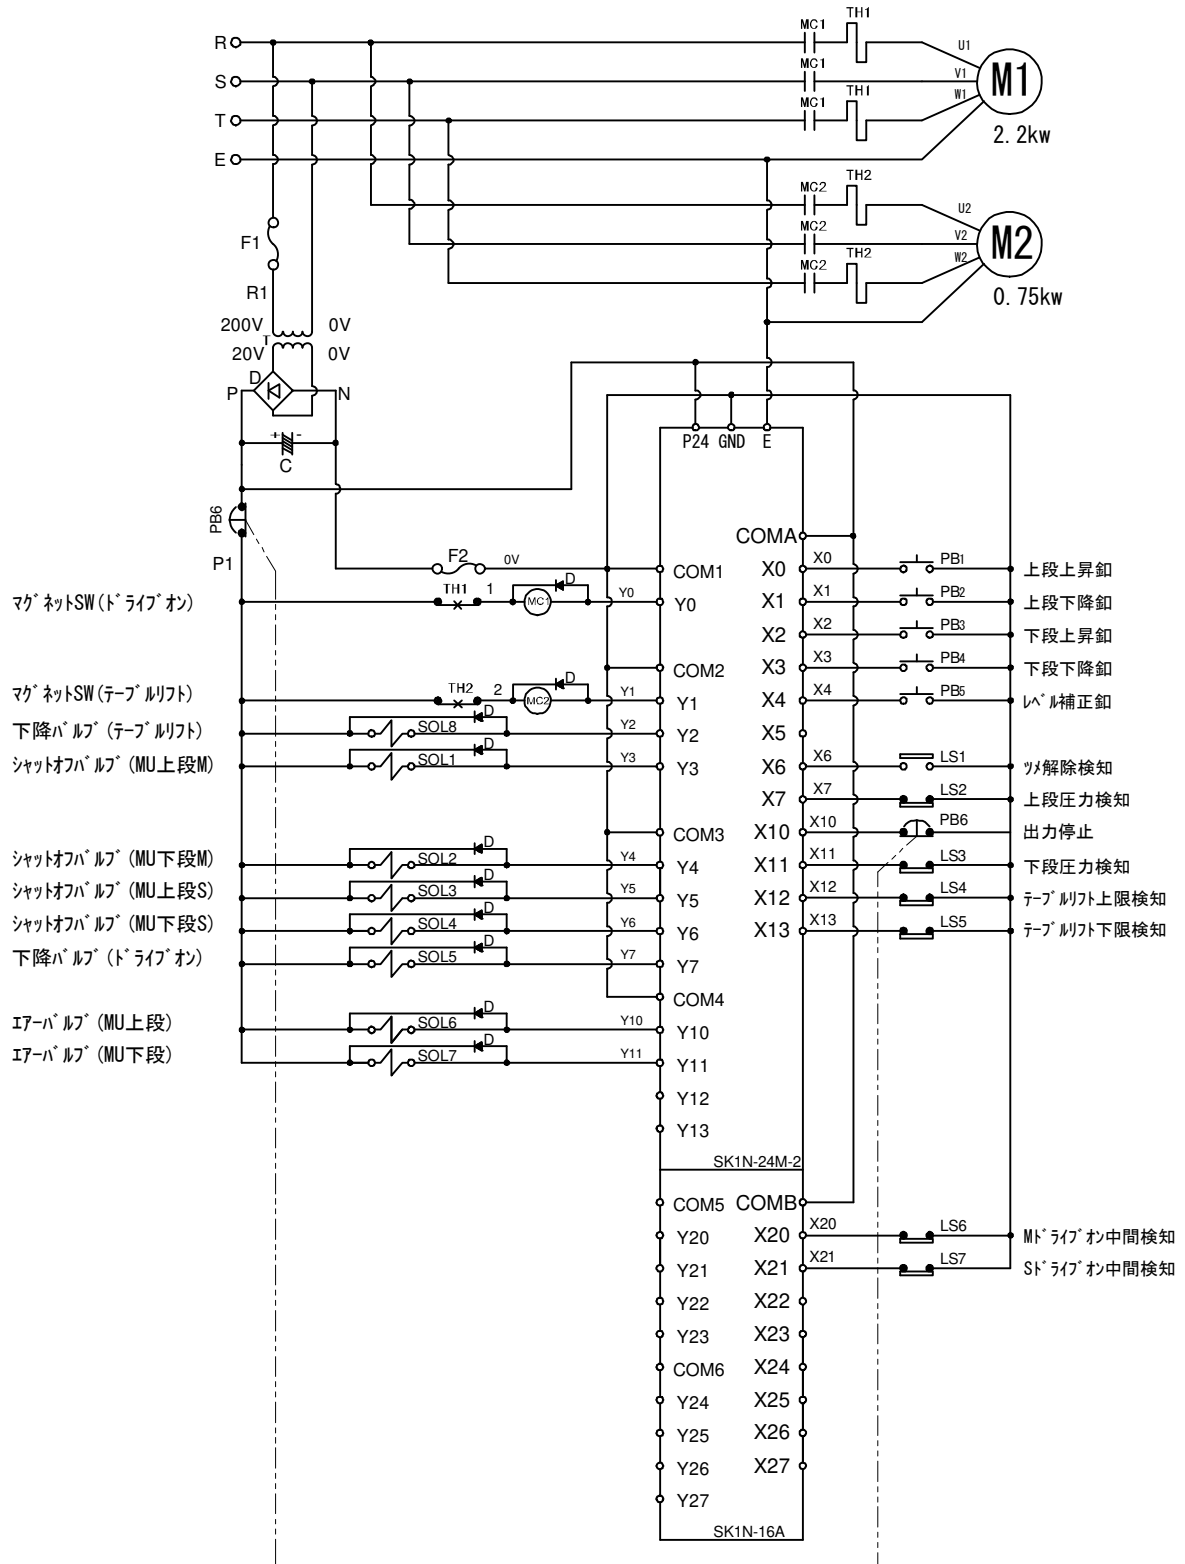 R
S
T
E
MC1 TH1
U1
MC1
V1
MC1 TH1
W1
M1
2.2kw
MC2 TH2
U2
MC2
V2
MC2 TH2
W2
M2
0.75kw
F1
R1
200V 0V
T
20V 0V
D
P N
+ -
C
PB6
P1
P24 GND E
COMA
F2 0V COM1 X0 X0 PB1 上段上昇釦
マグネットSW(ドライブオン) TH1 1 MC1 D Y0 Y0 X1 X1 PB2 上段下降釦
X2 X2 PB3 下段上昇釦
COM2 X3 X3 PB4 下段下降釦
マグネットSW(テーブルリフト) TH2 2 MC2 D Y1 Y1 X4 X4 PB5 レベル補正釦
下降バルブ(テーブルリフト) SOL8 D Y2 Y2 X5
シャットオフバルブ(MU上段M) SOL1 D Y3 Y3 X6 X6 LS1 ツメ解除検知
X7 X7 LS2 上段圧力検知
COM3 X10 X10 PB6 出力停止
シャットオフバルブ(MU下段M) SOL2 D Y4 Y4 X11 X11 LS3 下段圧力検知
シャットオフバルブ(MU上段S) SOL3 D Y5 Y5 X12 X12 LS4 テーブルリフト上限検知
シャットオフバルブ(MU下段S) SOL4 D Y6 Y6 X13 X13 LS5 テーブルリフト下限検知
下降バルブ(ドライブオン) SOL5 D Y7 Y7
COM4
エアーバルブ(MU上段) SOL6 D Y10 Y10
エアーバルブ(MU下段) SOL7 D Y11 Y11
Y12
Y13
SK1N-24M-2
COM5 COMB
Y20 X20 X20 LS6 Mドライブオン中間検知
Y21 X21 X21 LS7 Sドライブオン中間検知
Y22 X22
Y23 X23
COM6 X24
Y24 X25
Y25 X26
Y26 X27
Y27
SK1N-16A